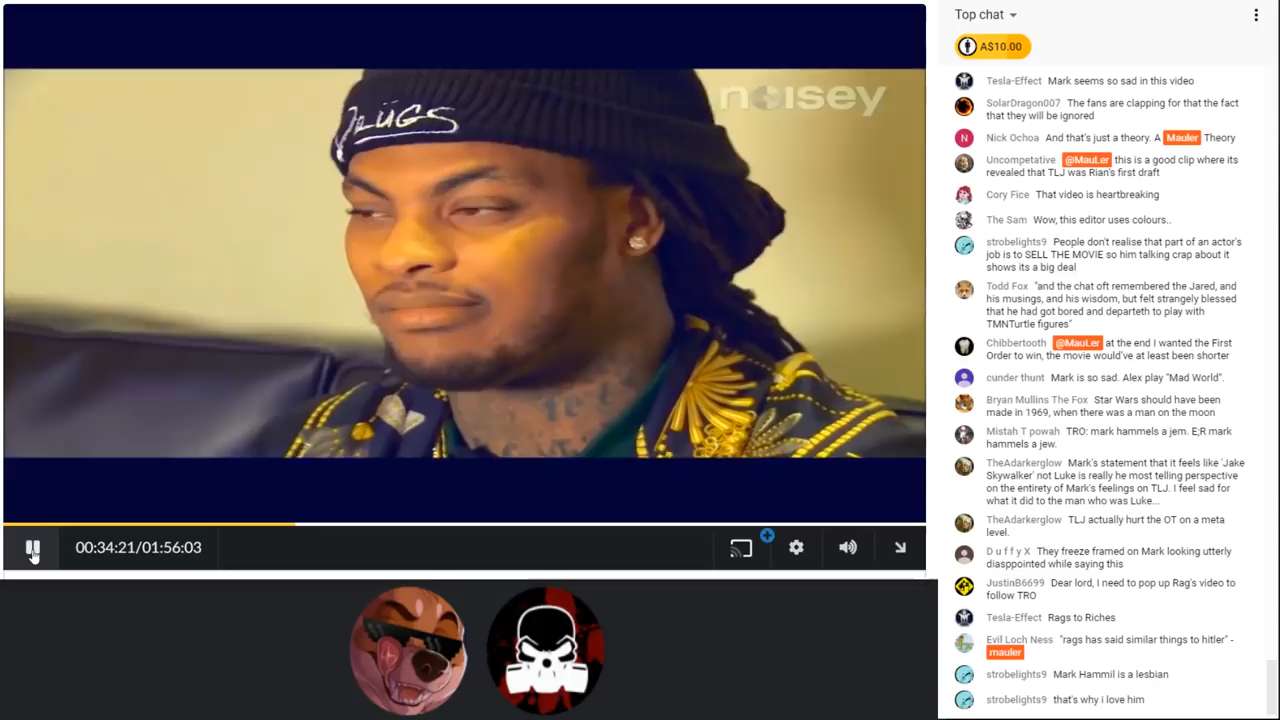 Top chat
A$10.00
noisey
Tesla-Effect Mark seems so sad in this video
SolarDragon007 The fans are clapping for that the fact
that they will be ignored
Nick Ochoa And that's just a theory. A Mauler Theory
Uncompetative @MauLer this is a good clip where its
revealed that TLJ was Rian's first draft
Cory Fice That video is heartbreaking
The Sam Wow, this editor uses colours..
strobelights9 People don't realise that part of an actor's
job is to SELL THE MOVIE so him talking crap about it
shows its a big deal
Todd Fox "and the chat oft remembered the Jared, and
his musings, and his wisdom, but felt strangely blessed
that he had got bored and departeth to play with
TMNTurtle figures"
Chibbertooth @MauLer at the end I wanted the First
Order to win, the movie would've at least been shorter
cunder thunt Mark is so sad. Alex play "Mad World".
Bryan Mullins The Fox Star Wars should have been
made in 1969, when there was a man on the moon
Mistah T powah TRO: mark hammels a jem. E;R mark
hammels a jew.
TheAdarkerglow Mark's statement that it feels like 'Jake
Skywalker' not Luke is really he most telling perspective
on the entirety of Mark's feelings on TLJ. I feel sad for
what it did to the man who was Luke...
TheAdarkerglow TLJ actually hurt the OT on a meta
level.
D u f f y X They freeze framed on Mark looking utterly
diasppointed while saying this
JustinB6699 Dear lord, I need to pop up Rag's video to
follow TRO
Tesla-Effect Rags to Riches
Evil Loch Ness "rags has said similar things to hitler" -
mauler
strobelights9 Mark Hammil is a lesbian
strobelights9 that's why i love him
00:34:21/01:56:03